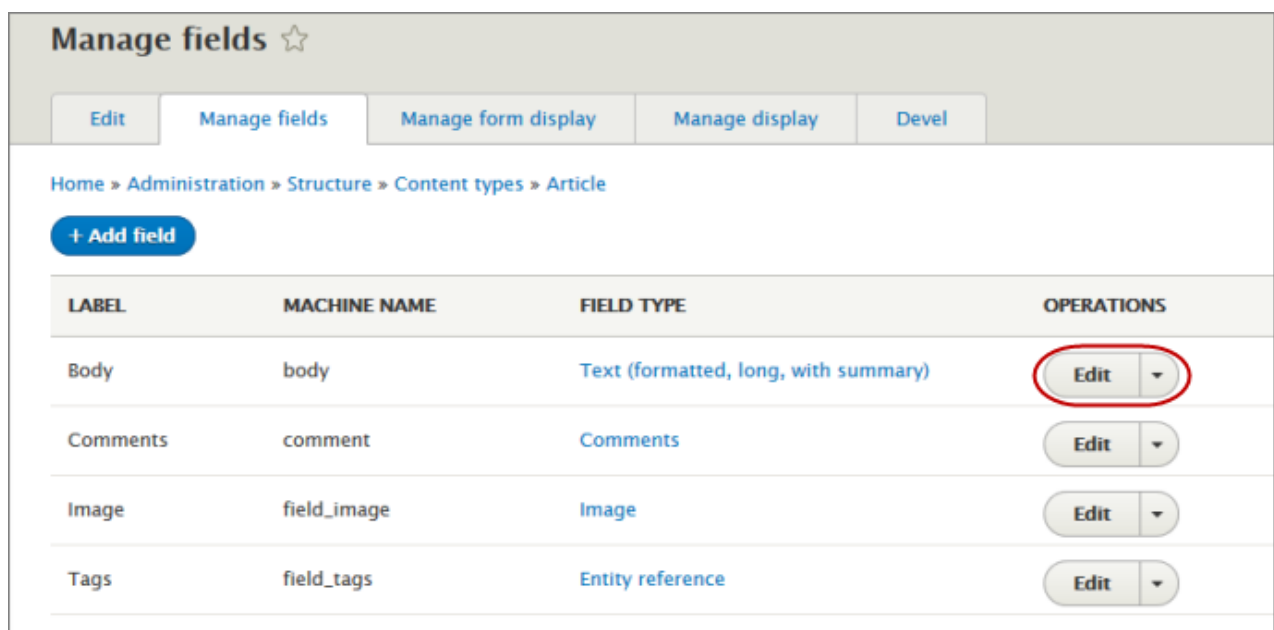 Manage fields
Edit Manage fields Manage form display Manage display Devel
Home » Administration » Structure » Content types » Article
+ Add field
LABEL MACHINE NAME FIELD TYPE OPERATIONS
Body body Text (formatted, long, with summary) Edit
Comments comment Comments Edit
Image field_image Image Edit
Tags field_tags Entity reference Edit